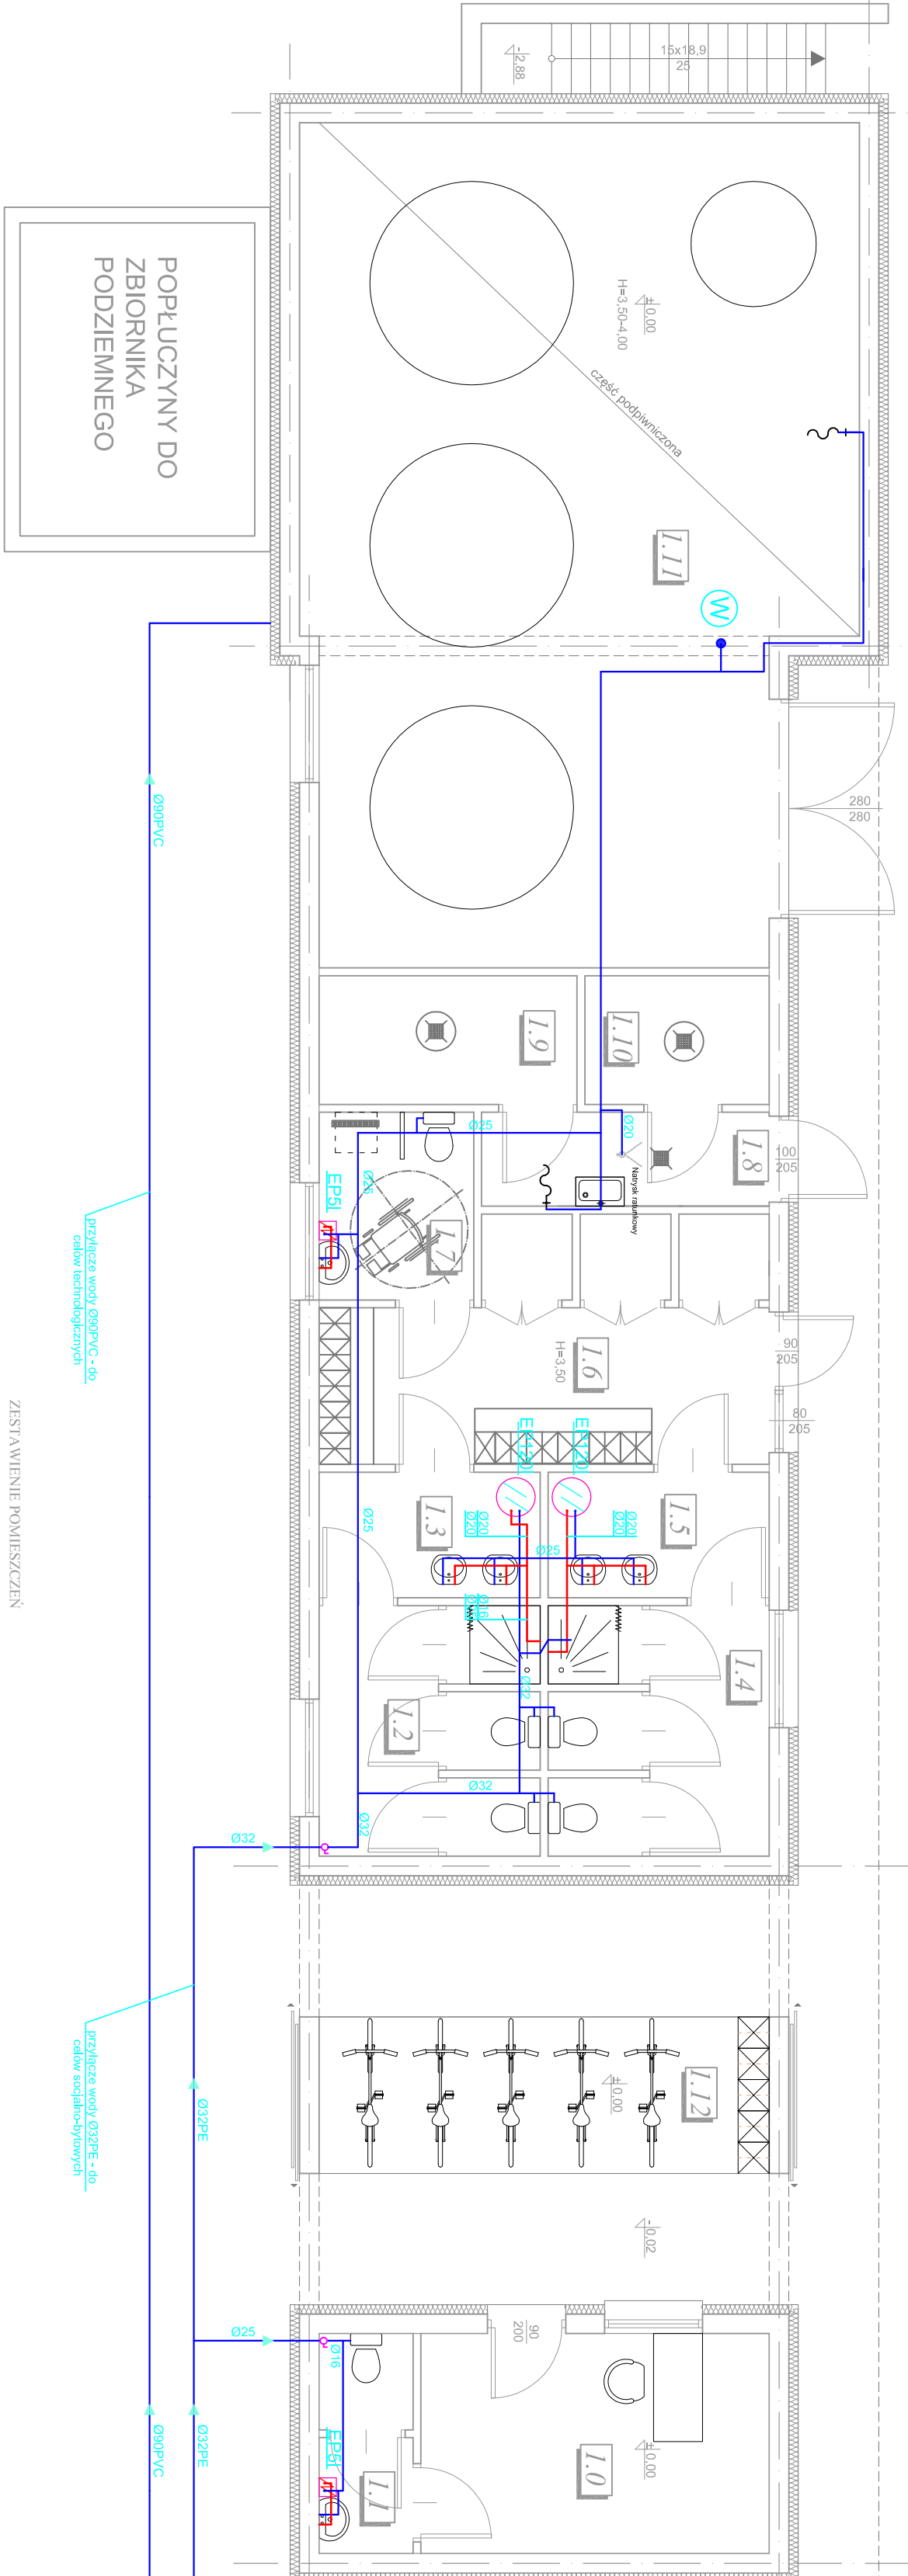 15x18,9
25
-2,88
POPŁUCZYNY DO
ZBIORNIKA
PODZIEMNEGO
±0,00
H=3,50-4,00
część podpiwniczona
1.11
W
Ø90PVC
280
280
1.9
1.10
1.8
100
205
Ø20
Ø25
Natrysk ratunkowy
Ø25
EP5l
1.7
przyłącze wody Ø90PVC - do
celów technologicznych
1.6
H=3,50
90
205
80
205
EP120l
EP120l
ZESTAWIENIE POMIESZCZEŃ
Ø25
1.3
Ø20
Ø20
Ø25
Ø20
Ø20
1.5
Ø16
Ø16
1.4
1.2
Ø32
Ø32
Ø32
Ø32
przyłącze wody Ø32PE - do
celów socjalno-bytowych
Ø32PE
±0,00
1.12
-0,02
Ø25
Ø16
90
200
EP5l
1.1
1.0
±0,00
Ø90PVC
Ø32PE